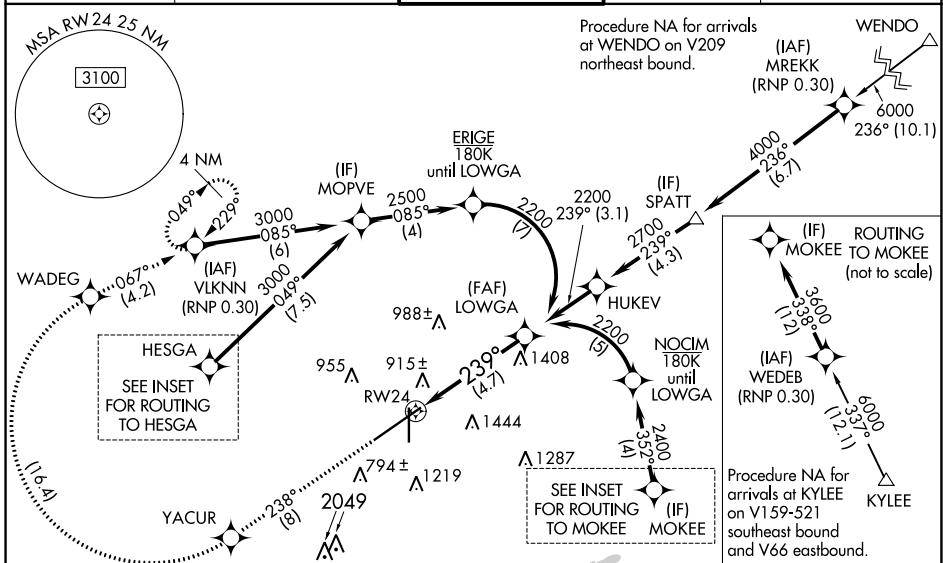 MSA RW 24 25 NM
3100
Procedure NA for arrivals
at WENDO on V209
northeast bound.
WENDO
(IAF)
MREKK
(RNP 0.30)
6000
236° (10.1)
4000
236°
(6.7)
ERIGE
180K
until LOWGA
4 NM
049°
229°
(IF)
MOPVE
2500
085°
(4)
2200
(7)
2200
239° (3.1)
(IF)
SPATT
2700
239°
(4.3)
3000
085°
(6)
WADEG
067°
(4.2)
(IAF)
VLKNN
(RNP 0.30)
3000
049°
(7.5)
(FAF)
LOWGA
HUKEV
988±
2200
(5)
HESGA
SEE INSET
FOR ROUTING
TO HESGA
955
915±
RW24
239°
(4.7)
1408
NOCIM
180K
until
LOWGA
1444
2400
352°
(4)
794±
1219
1287
SEE INSET
FOR ROUTING
TO MOKEE
(IF)
MOKEE
(16.4)
YACUR
238°
(8)
2049
(IF)
MOKEE
ROUTING
TO MOKEE
(not to scale)
3600
338°
(12)
(IAF)
WEDEB
(RNP 0.30)
6000
337°
(12.1)
KYLEE
Procedure NA for
arrivals at KYLEE
on V159-521
southeast bound
and V66 eastbound.